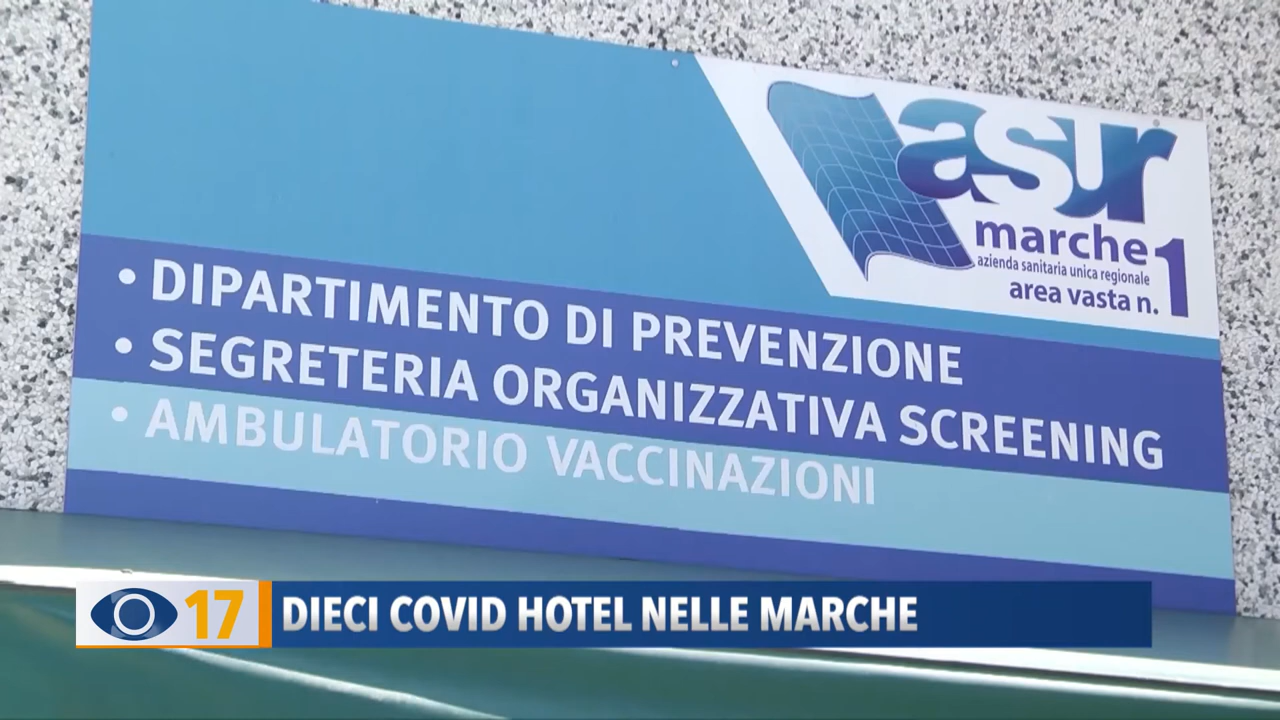 asur
marche 1
azienda sanitaria unica regionale
area vasta n.
• DIPARTIMENTO DI PREVENZIONE
• SEGRETERIA ORGANIZZATIVA SCREENING
• AMBULATORIO VACCINAZIONI
17 DIECI COVID HOTEL NELLE MARCHE